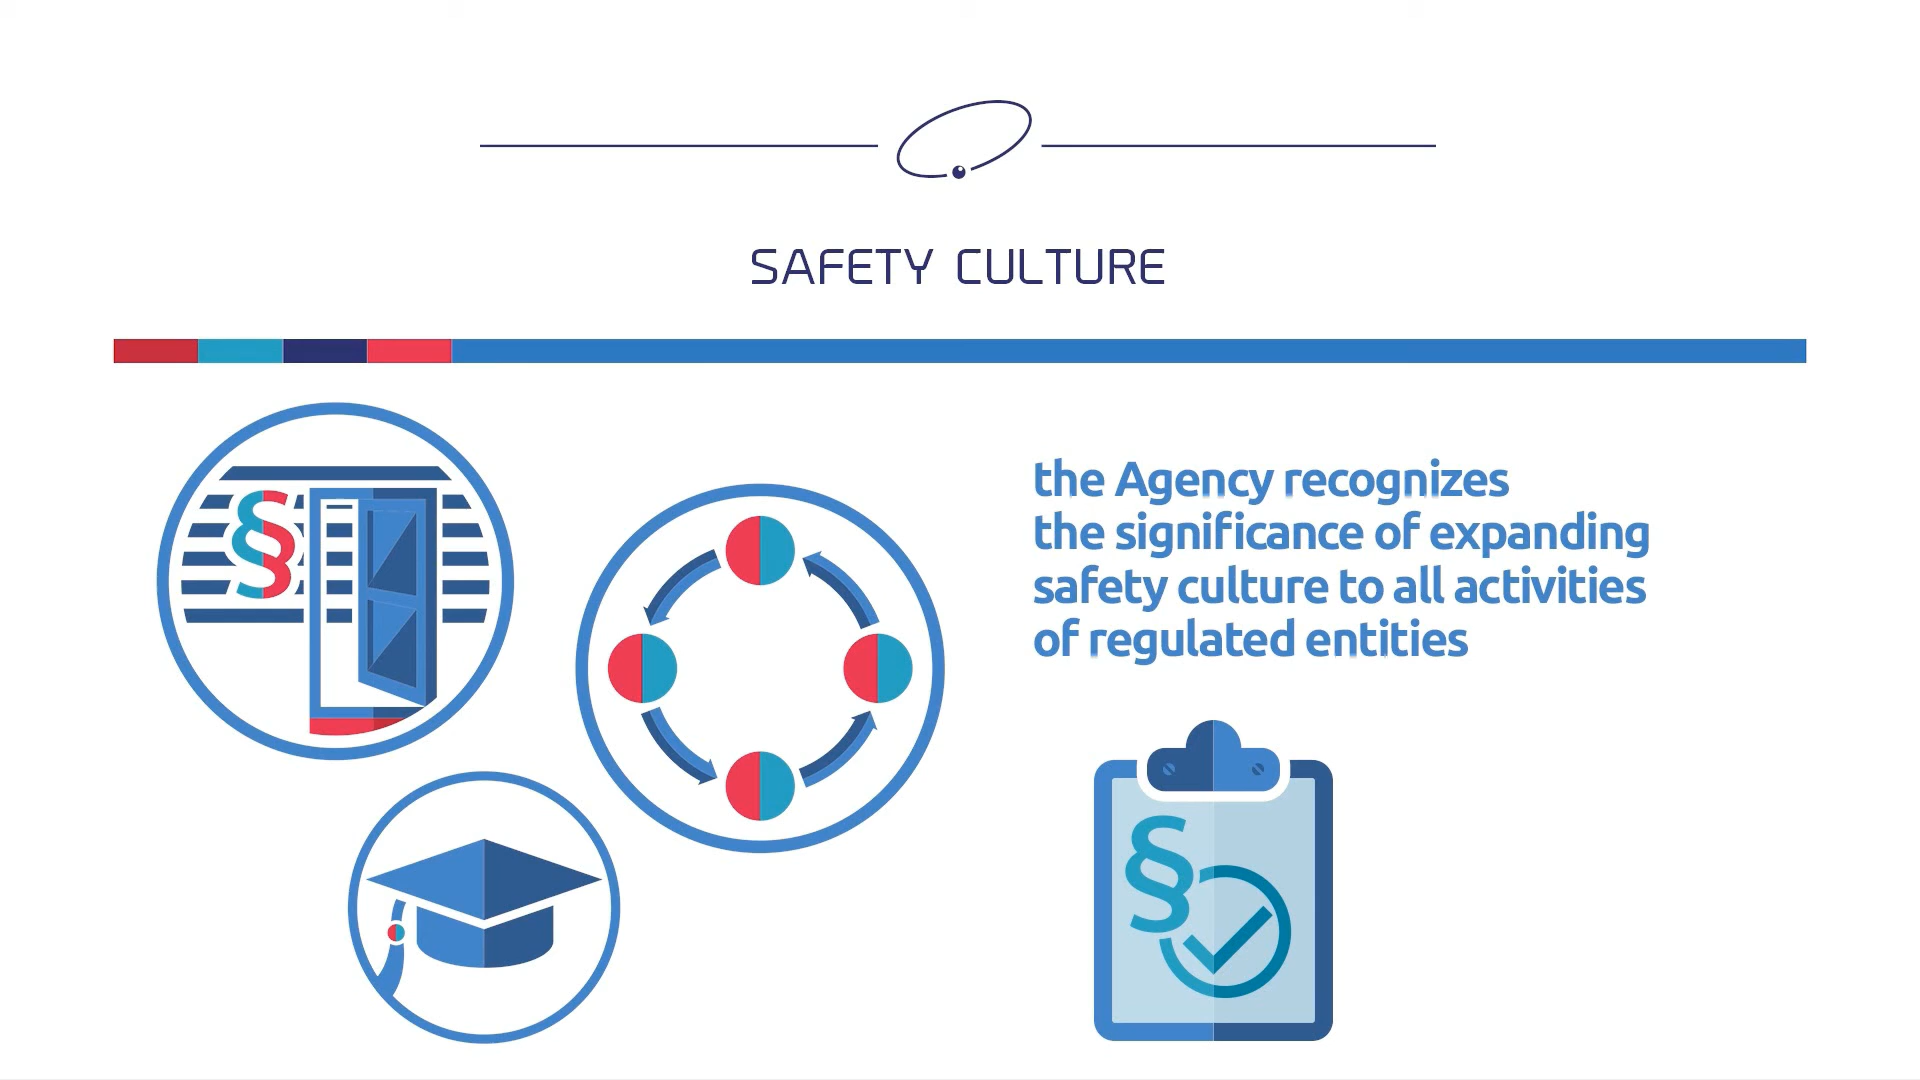 SAFETY CULTURE
the Agency recognizes
the significance of expanding
safety culture to all activities
of regulated entities
§
§